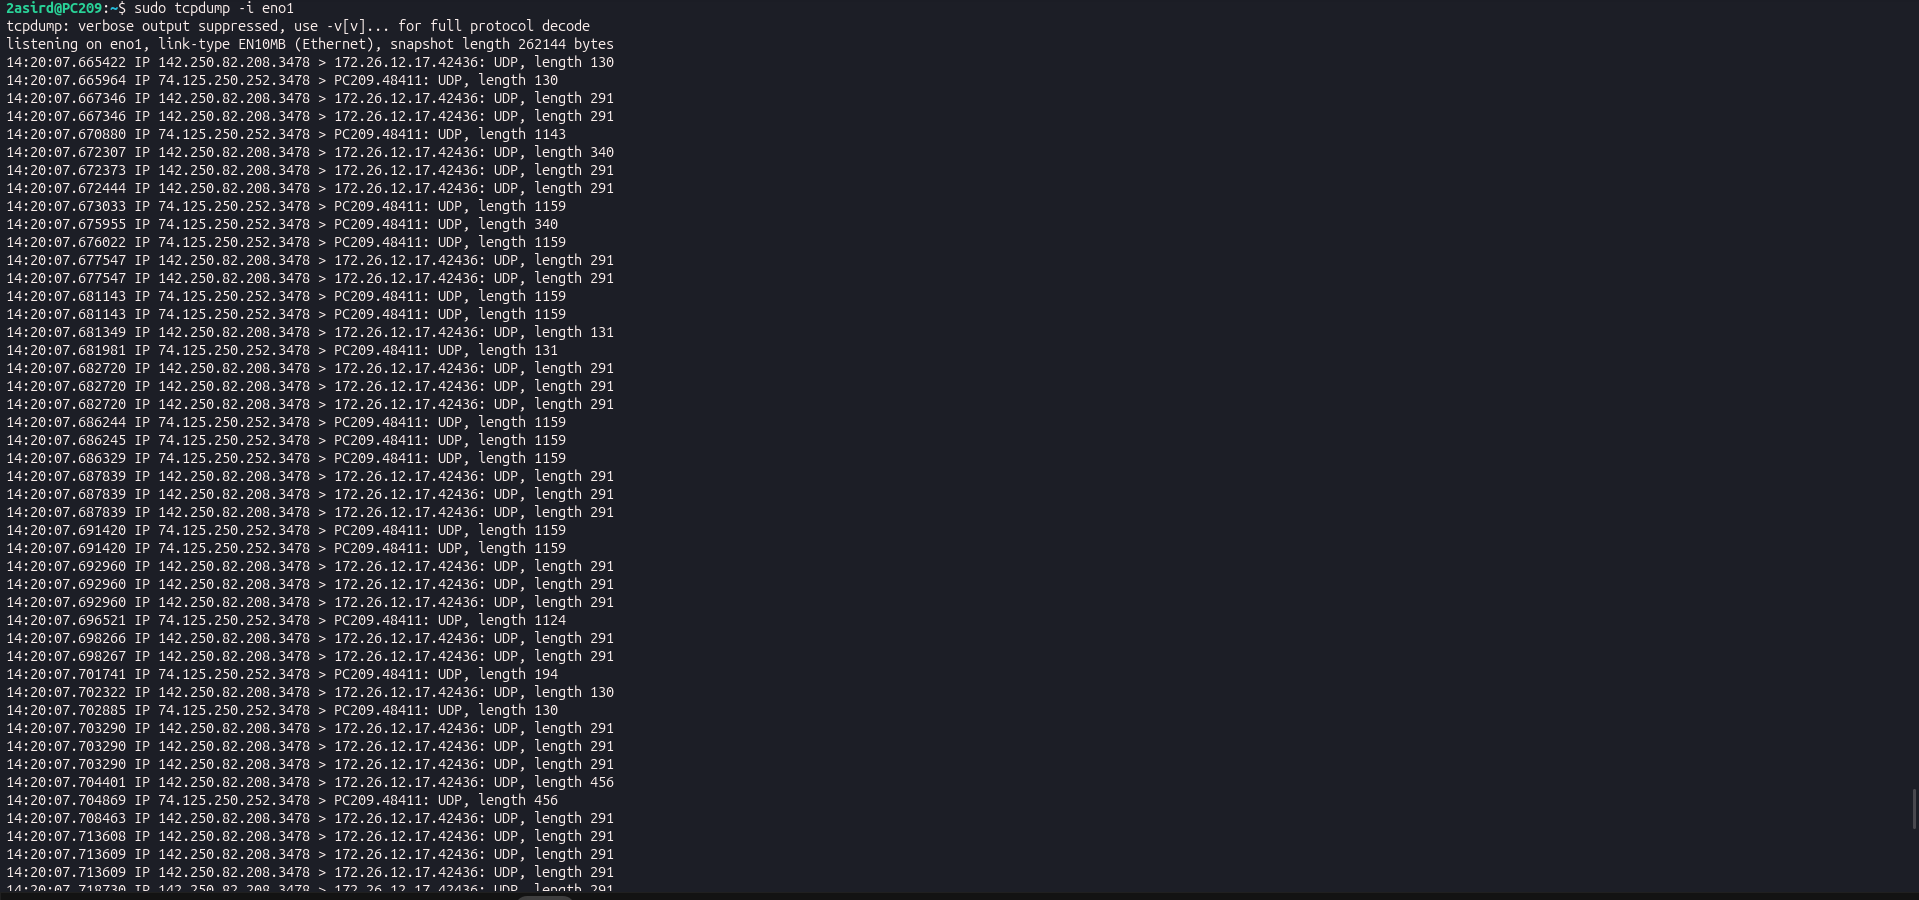 2asird@PC209:~$ sudo tcpdump -i eno1
tcpdump: verbose output suppressed, use -v[v]... for full protocol decode
listening on eno1, link-type EN10MB (Ethernet), snapshot length 262144 bytes
14:20:07.665422 IP 142.250.82.208.3478 > 172.26.12.17.42436: UDP, length 130
14:20:07.665964 IP 74.125.250.252.3478 > PC209.48411: UDP, length 130
14:20:07.667346 IP 142.250.82.208.3478 > 172.26.12.17.42436: UDP, length 291
14:20:07.667346 IP 142.250.82.208.3478 > 172.26.12.17.42436: UDP, length 291
14:20:07.670880 IP 74.125.250.252.3478 > PC209.48411: UDP, length 1143
14:20:07.672307 IP 142.250.82.208.3478 > 172.26.12.17.42436: UDP, length 340
14:20:07.672373 IP 142.250.82.208.3478 > 172.26.12.17.42436: UDP, length 291
14:20:07.672444 IP 142.250.82.208.3478 > 172.26.12.17.42436: UDP, length 291
14:20:07.673033 IP 74.125.250.252.3478 > PC209.48411: UDP, length 1159
14:20:07.675955 IP 74.125.250.252.3478 > PC209.48411: UDP, length 340
14:20:07.676022 IP 74.125.250.252.3478 > PC209.48411: UDP, length 1159
14:20:07.677547 IP 142.250.82.208.3478 > 172.26.12.17.42436: UDP, length 291
14:20:07.677547 IP 142.250.82.208.3478 > 172.26.12.17.42436: UDP, length 291
14:20:07.681143 IP 74.125.250.252.3478 > PC209.48411: UDP, length 1159
14:20:07.681143 IP 74.125.250.252.3478 > PC209.48411: UDP, length 1159
14:20:07.681349 IP 142.250.82.208.3478 > 172.26.12.17.42436: UDP, length 131
14:20:07.681981 IP 74.125.250.252.3478 > PC209.48411: UDP, length 131
14:20:07.682720 IP 142.250.82.208.3478 > 172.26.12.17.42436: UDP, length 291
14:20:07.682720 IP 142.250.82.208.3478 > 172.26.12.17.42436: UDP, length 291
14:20:07.682720 IP 142.250.82.208.3478 > 172.26.12.17.42436: UDP, length 291
14:20:07.686244 IP 74.125.250.252.3478 > PC209.48411: UDP, length 1159
14:20:07.686245 IP 74.125.250.252.3478 > PC209.48411: UDP, length 1159
14:20:07.686329 IP 74.125.250.252.3478 > PC209.48411: UDP, length 1159
14:20:07.687839 IP 142.250.82.208.3478 > 172.26.12.17.42436: UDP, length 291
14:20:07.687839 IP 142.250.82.208.3478 > 172.26.12.17.42436: UDP, length 291
14:20:07.687839 IP 142.250.82.208.3478 > 172.26.12.17.42436: UDP, length 291
14:20:07.691420 IP 74.125.250.252.3478 > PC209.48411: UDP, length 1159
14:20:07.691420 IP 74.125.250.252.3478 > PC209.48411: UDP, length 1159
14:20:07.692960 IP 142.250.82.208.3478 > 172.26.12.17.42436: UDP, length 291
14:20:07.692960 IP 142.250.82.208.3478 > 172.26.12.17.42436: UDP, length 291
14:20:07.692960 IP 142.250.82.208.3478 > 172.26.12.17.42436: UDP, length 291
14:20:07.696521 IP 74.125.250.252.3478 > PC209.48411: UDP, length 1124
14:20:07.698266 IP 142.250.82.208.3478 > 172.26.12.17.42436: UDP, length 291
14:20:07.698267 IP 142.250.82.208.3478 > 172.26.12.17.42436: UDP, length 291
14:20:07.701741 IP 74.125.250.252.3478 > PC209.48411: UDP, length 194
14:20:07.702322 IP 142.250.82.208.3478 > 172.26.12.17.42436: UDP, length 130
14:20:07.702885 IP 74.125.250.252.3478 > PC209.48411: UDP, length 130
14:20:07.703290 IP 142.250.82.208.3478 > 172.26.12.17.42436: UDP, length 291
14:20:07.703290 IP 142.250.82.208.3478 > 172.26.12.17.42436: UDP, length 291
14:20:07.703290 IP 142.250.82.208.3478 > 172.26.12.17.42436: UDP, length 291
14:20:07.704401 IP 142.250.82.208.3478 > 172.26.12.17.42436: UDP, length 456
14:20:07.704869 IP 74.125.250.252.3478 > PC209.48411: UDP, length 456
14:20:07.708463 IP 142.250.82.208.3478 > 172.26.12.17.42436: UDP, length 291
14:20:07.713608 IP 142.250.82.208.3478 > 172.26.12.17.42436: UDP, length 291
14:20:07.713609 IP 142.250.82.208.3478 > 172.26.12.17.42436: UDP, length 291
14:20:07.713609 IP 142.250.82.208.3478 > 172.26.12.17.42436: UDP, length 291
14:20:07.718730 IP 142.250.82.208.3478 > 172.26.12.17.42436: UDP, length 291